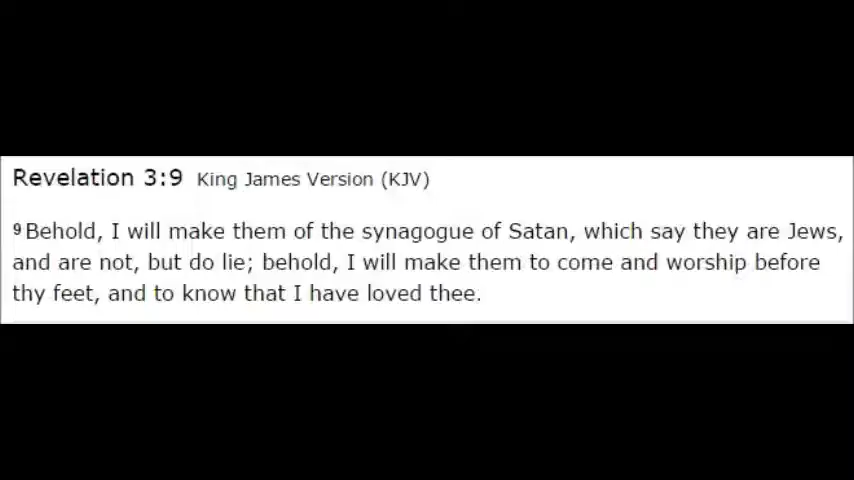 Revelation 3:9 King James Version (KJV)
9 Behold, I will make them of the synagogue of Satan, which say they are Jews,
and are not, but do lie; behold, I will make them to come and worship before
thy feet, and to know that I have loved thee.